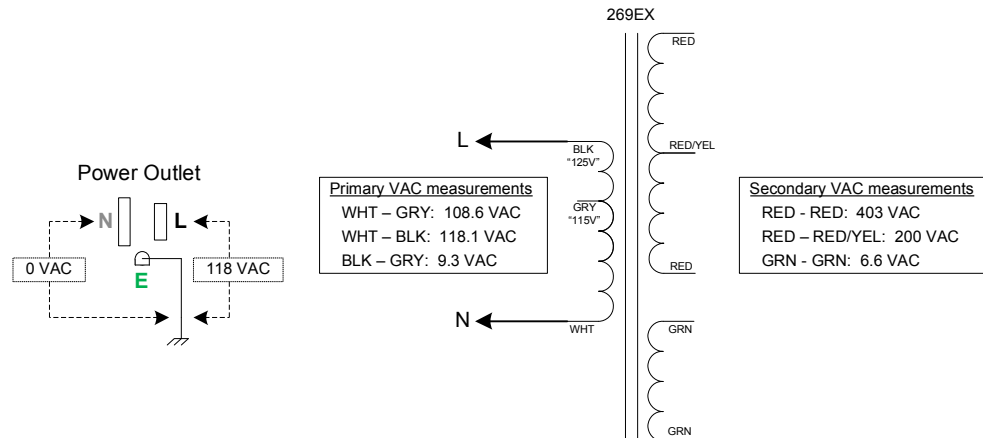 269EX
RED
L
BLK
"125V"
RED/YEL
Power Outlet
N
L
E
0 VAC
118 VAC
Primary VAC measurements
WHT – GRY: 108.6 VAC
WHT – BLK: 118.1 VAC
BLK – GRY: 9.3 VAC
GRY
"115V"
Secondary VAC measurements
RED - RED: 403 VAC
RED – RED/YEL: 200 VAC
GRN - GRN: 6.6 VAC
RED
N
WHT
GRN
GRN